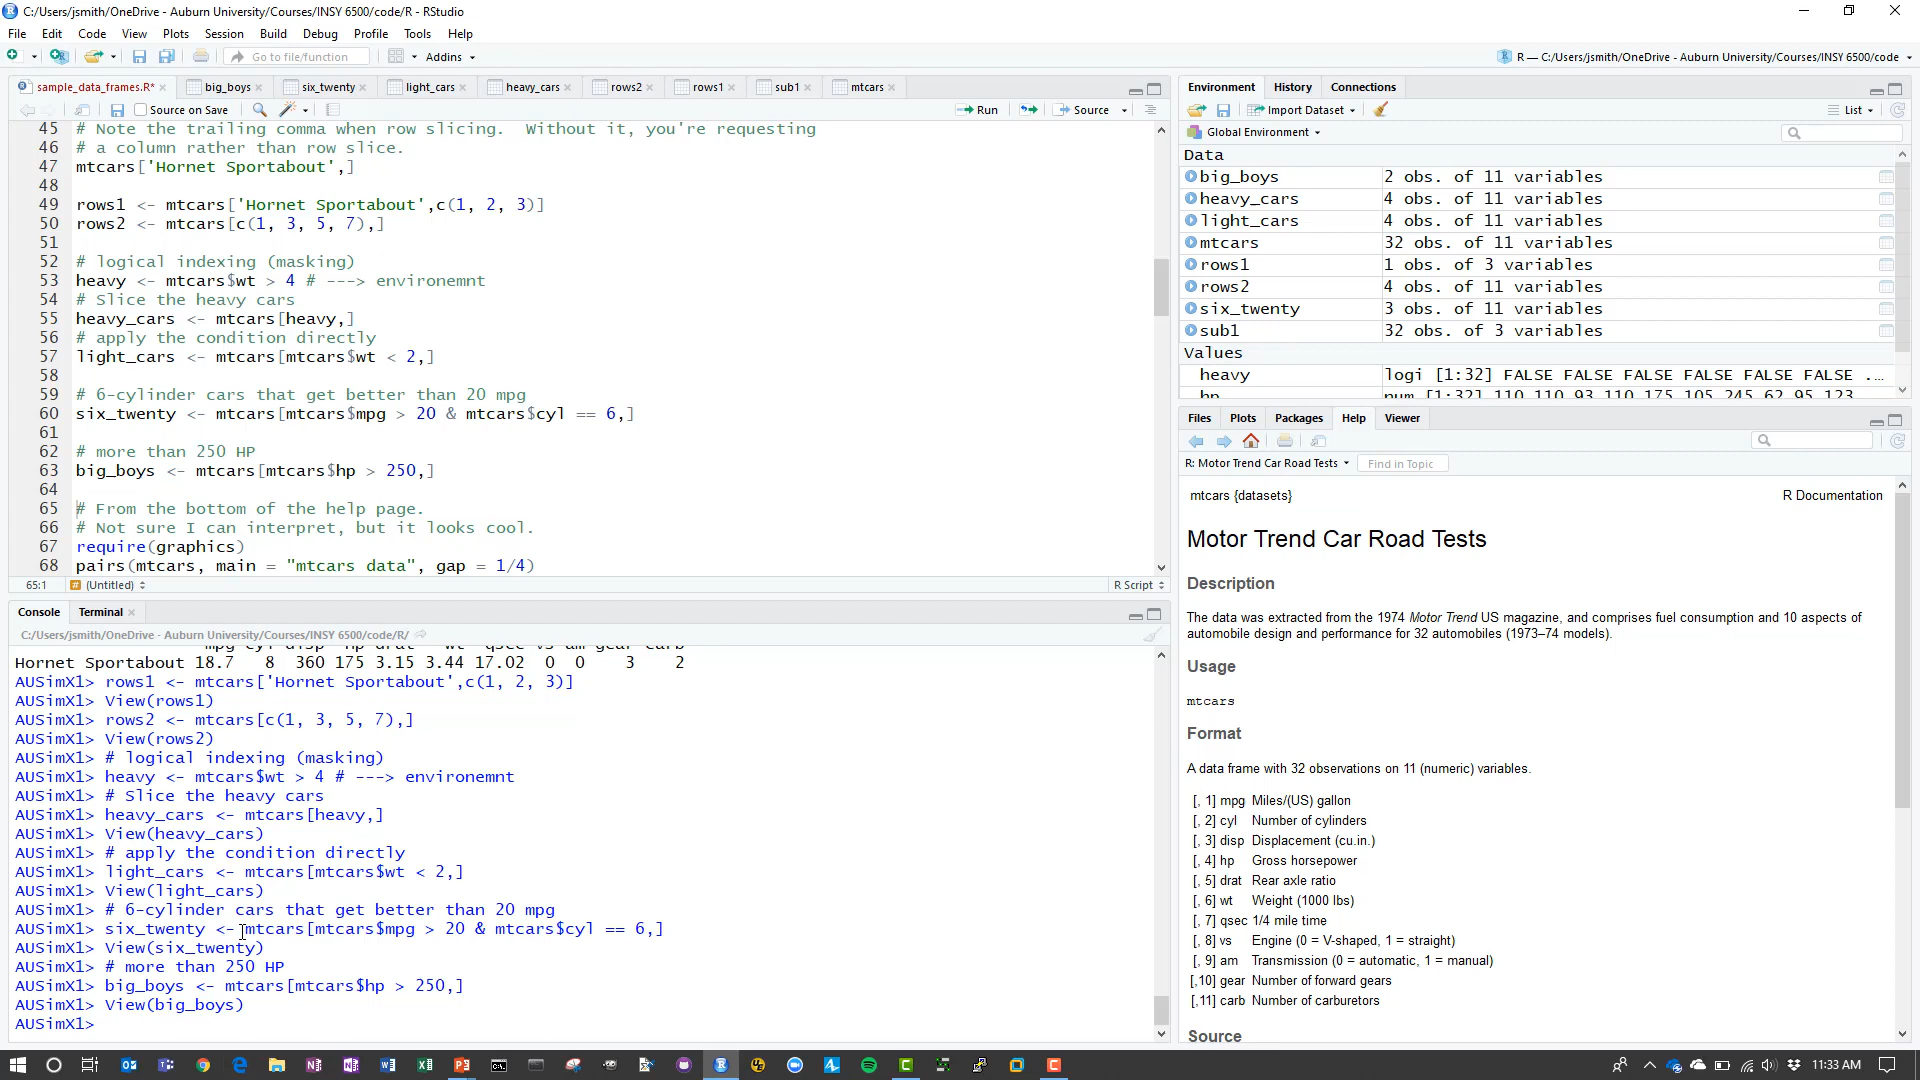 C:/Users/jsmith/OneDrive - Auburn University/Courses/INSY 6500/code/R - RStudio
File Edit Code View Plots Session Build Debug Profile Tools Help
Go to file/function Addins R — C:/Users/jsmith/OneDrive - Auburn University/Courses/INSY 6500/code
sample_data_frames.R* big_boys six_twenty light_cars heavy_cars rows2 rows1 sub1 mtcars
Source on Save Run Source
45 # Note the trailing comma when row slicing.  Without it, you're requesting
46 # a column rather than row slice.
47 mtcars['Hornet Sportabout',]
48
49 rows1 <- mtcars['Hornet Sportabout',c(1, 2, 3)]
50 rows2 <- mtcars[c(1, 3, 5, 7),]
51
52 # logical indexing (masking)
53 heavy <- mtcars$wt > 4 # ---> environemnt
54 # Slice the heavy cars
55 heavy_cars <- mtcars[heavy,]
56 # apply the condition directly
57 light_cars <- mtcars[mtcars$wt < 2,]
58
59 # 6-cylinder cars that get better than 20 mpg
60 six_twenty <- mtcars[mtcars$mpg > 20 & mtcars$cyl == 6,]
61
62 # more than 250 HP
63 big_boys <- mtcars[mtcars$hp > 250,]
64
65 # From the bottom of the help page.
66 # Not sure I can interpret, but it looks cool.
67 require(graphics)
68 pairs(mtcars, main = "mtcars data", gap = 1/4)
65:1 (Untitled) R Script
Console Terminal
C:/Users/jsmith/OneDrive - Auburn University/Courses/INSY 6500/code/R/
mpg cyl disp hp drat wt qsec vs am gear carb
Hornet Sportabout 18.7 8 360 175 3.15 3.44 17.02 0 0 3 2
AUSimX1> rows1 <- mtcars['Hornet Sportabout',c(1, 2, 3)]
AUSimX1> View(rows1)
AUSimX1> rows2 <- mtcars[c(1, 3, 5, 7),]
AUSimX1> View(rows2)
AUSimX1> # logical indexing (masking)
AUSimX1> heavy <- mtcars$wt > 4 # ---> environemnt
AUSimX1> # Slice the heavy cars
AUSimX1> heavy_cars <- mtcars[heavy,]
AUSimX1> View(heavy_cars)
AUSimX1> # apply the condition directly
AUSimX1> light_cars <- mtcars[mtcars$wt < 2,]
AUSimX1> View(light_cars)
AUSimX1> # 6-cylinder cars that get better than 20 mpg
AUSimX1> six_twenty <- mtcars[mtcars$mpg > 20 & mtcars$cyl == 6,]
AUSimX1> View(six_twenty)
AUSimX1> # more than 250 HP
AUSimX1> big_boys <- mtcars[mtcars$hp > 250,]
AUSimX1> View(big_boys)
AUSimX1>
Environment History Connections
Import Dataset List
Global Environment
Data
big_boys 2 obs. of 11 variables
heavy_cars 4 obs. of 11 variables
light_cars 4 obs. of 11 variables
mtcars 32 obs. of 11 variables
rows1 1 obs. of 3 variables
rows2 4 obs. of 11 variables
six_twenty 3 obs. of 11 variables
sub1 32 obs. of 3 variables
Values
heavy logi [1:32] FALSE FALSE FALSE FALSE FALSE FALSE ...
hp num [1:32] 110 110 93 110 175 105 245 62 95 123
Files Plots Packages Help Viewer
R: Motor Trend Car Road Tests Find in Topic
mtcars {datasets} R Documentation
Motor Trend Car Road Tests
Description
The data was extracted from the 1974 Motor Trend US magazine, and comprises fuel consumption and 10 aspects of
automobile design and performance for 32 automobiles (1973–74 models).
Usage
mtcars
Format
A data frame with 32 observations on 11 (numeric) variables.
[, 1] mpg Miles/(US) gallon
[, 2] cyl Number of cylinders
[, 3] disp Displacement (cu.in.)
[, 4] hp Gross horsepower
[, 5] drat Rear axle ratio
[, 6] wt Weight (1000 lbs)
[, 7] qsec 1/4 mile time
[, 8] vs Engine (0 = V-shaped, 1 = straight)
[, 9] am Transmission (0 = automatic, 1 = manual)
[,10] gear Number of forward gears
[,11] carb Number of carburetors
Source
11:33 AM